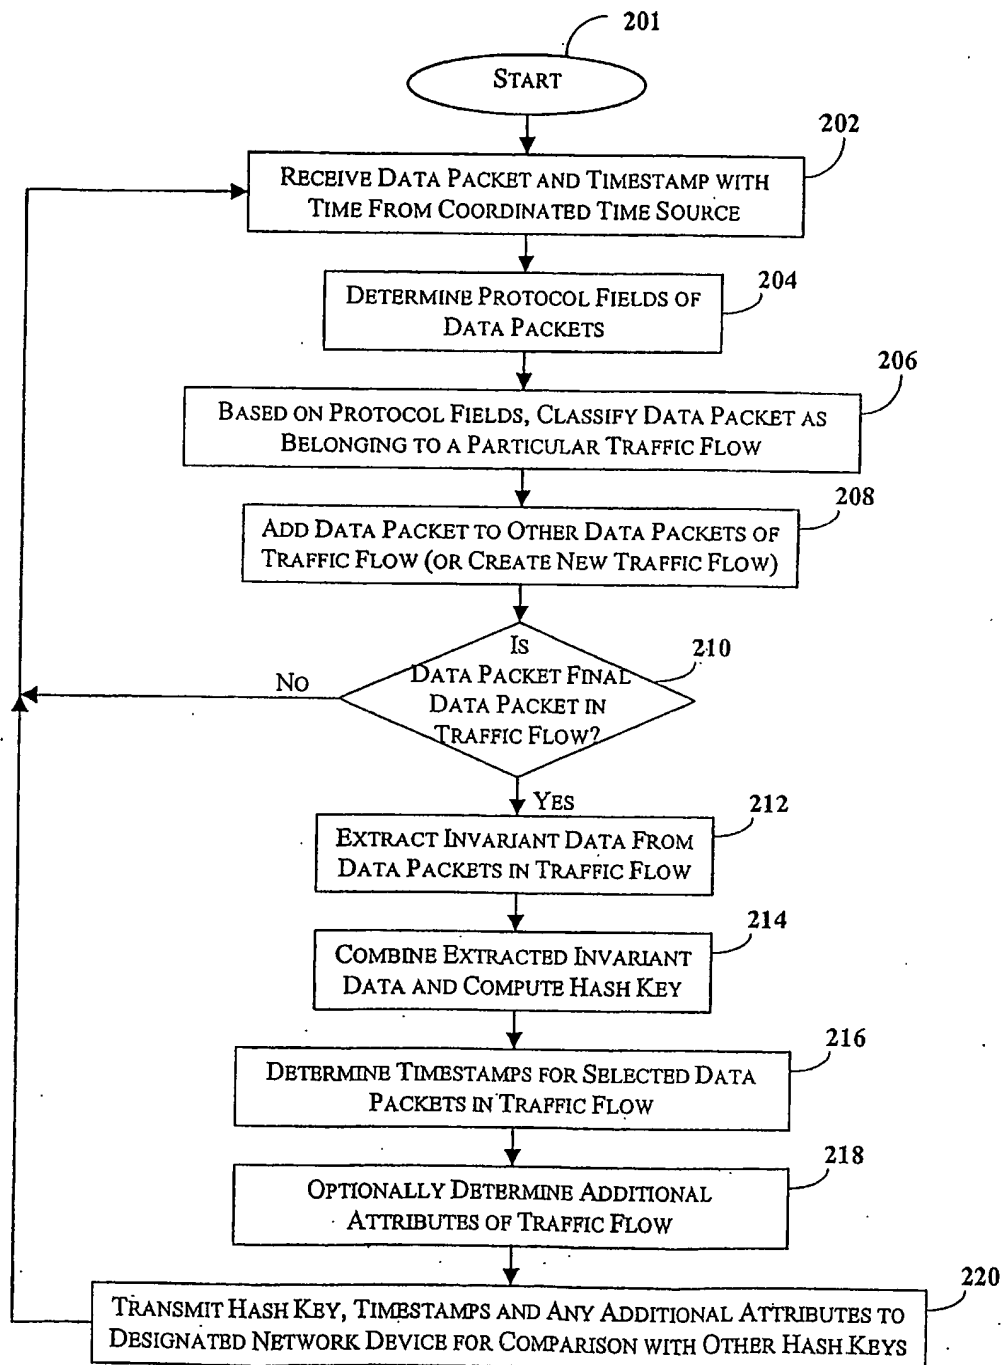 201
START
202
RECEIVE DATA PACKET AND TIMESTAMP WITH
TIME FROM COORDINATED TIME SOURCE
204
DETERMINE PROTOCOL FIELDS OF
DATA PACKETS
206
BASED ON PROTOCOL FIELDS, CLASSIFY DATA PACKET AS
BELONGING TO A PARTICULAR TRAFFIC FLOW
208
ADD DATA PACKET TO OTHER DATA PACKETS OF
TRAFFIC FLOW (OR CREATE NEW TRAFFIC FLOW)
210
IS
DATA PACKET FINAL
DATA PACKET IN
TRAFFIC FLOW?
NO
YES
212
EXTRACT INVARIANT DATA FROM
DATA PACKETS IN TRAFFIC FLOW
214
COMBINE EXTRACTED INVARIANT
DATA AND COMPUTE HASH KEY
216
DETERMINE TIMESTAMPS FOR SELECTED DATA
PACKETS IN TRAFFIC FLOW
218
OPTIONALLY DETERMINE ADDITIONAL
ATTRIBUTES OF TRAFFIC FLOW
220
TRANSMIT HASH KEY, TIMESTAMPS AND ANY ADDITIONAL ATTRIBUTES TO
DESIGNATED NETWORK DEVICE FOR COMPARISON WITH OTHER HASH KEYS